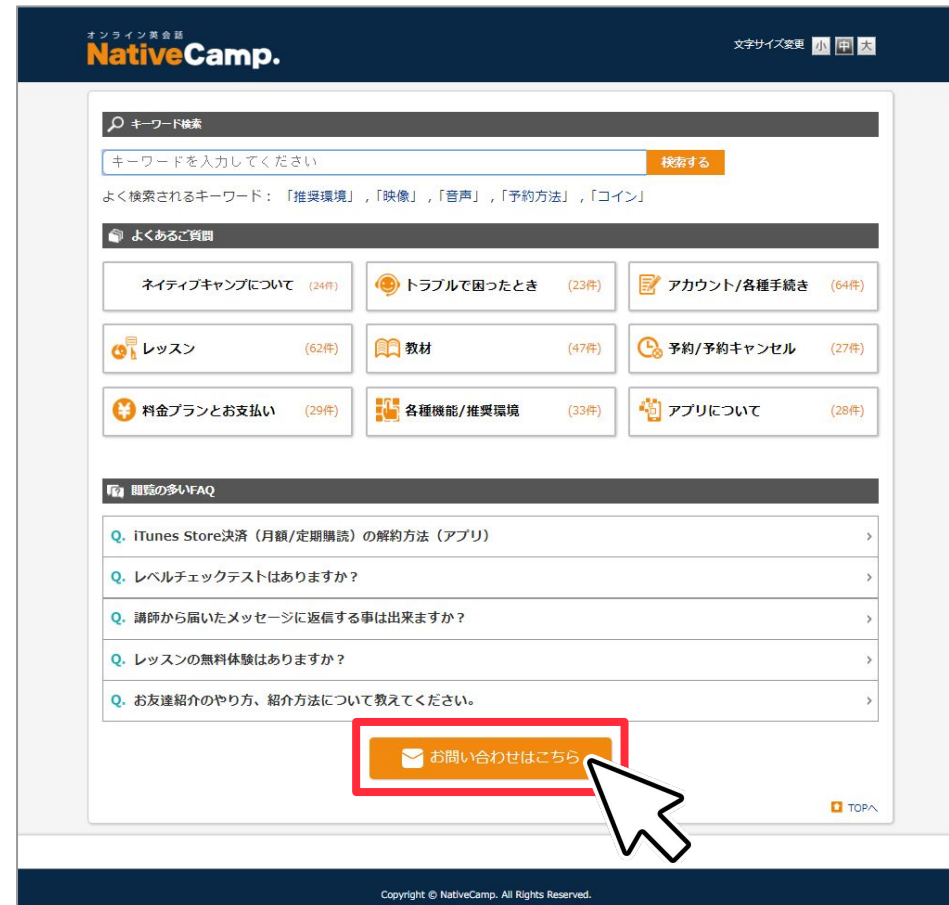 オンライン英会話
NativeCamp.
文字サイズ変更 小 中 大
キーワード検索
キーワードを入力してください
検索する
よく検索されるキーワード： 「推奨環境」 ,「映像」 ,「音声」 ,「予約方法」 ,「コイン」
よくあるご質問
ネイティブキャンプについて (24件)
トラブルで困ったとき (23件)
アカウント/各種手続き (64件)
レッスン (62件)
教材 (47件)
予約/予約キャンセル (27件)
料金プランとお支払い (29件)
各種機能/推奨環境 (33件)
アプリについて (28件)
閲覧の多いFAQ
Q. iTunes Store決済（月額/定期購読）の解約方法（アプリ）
Q. レベルチェックテストはありますか？
Q. 講師から届いたメッセージに返信する事は出来ますか？
Q. レッスンの無料体験はありますか？
Q. お友達紹介のやり方、紹介方法について教えてください。
お問い合わせはこちら
TOPへ
Copyright © NativeCamp. All Rights Reserved.